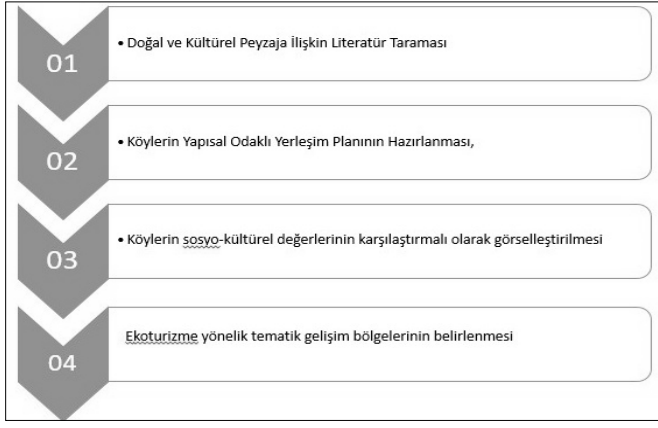 01
• Doğal ve Kültürel Peyzaja İlişkin Literatür Taraması
02
• Köylerin Yapısal Odaklı Yerleşim Planının Hazırlanması,
03
• Köylerin sosyo-kültürel değerlerinin karşılaştırmalı olarak görselleştirilmesi
04
Ekoturizme yönelik tematik gelişim bölgelerinin belirlenmesi